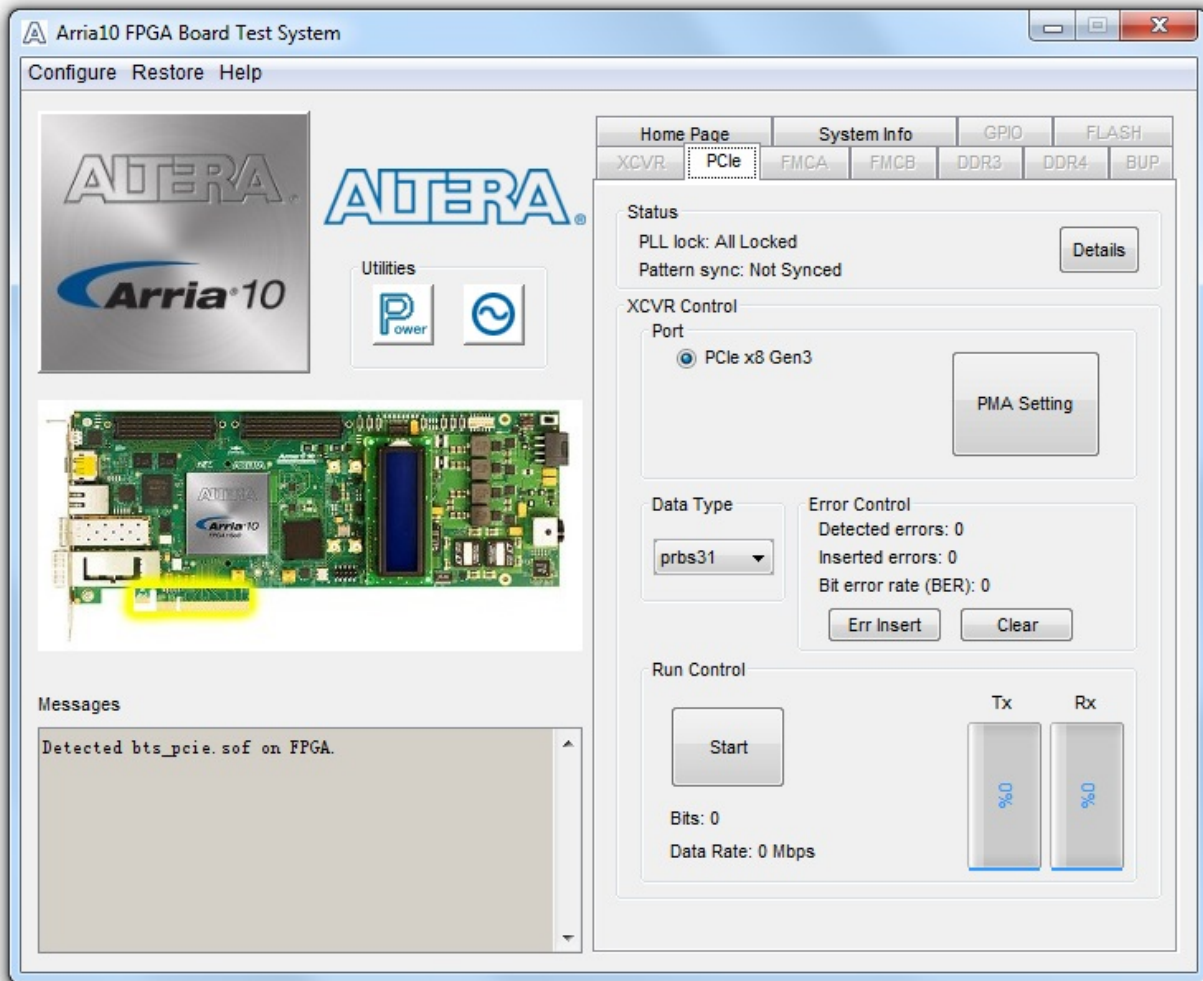 Arria10 FPGA Board Test System
Configure Restore Help
ALTERA
Arria 10
ALTERA®
Utilities
Power
ALTERA
Arria 10
Messages
Detected bts_pcie.sof on FPGA.
Home Page System Info GPIO FLASH
XCVR PCIe FMCA FMCB DDR3 DDR4 BUP
Status
PLL lock: All Locked
Pattern sync: Not Synced
Details
XCVR Control
Port
PCIe x8 Gen3
PMA Setting
Data Type
prbs31
Error Control
Detected errors: 0
Inserted errors: 0
Bit error rate (BER): 0
Err Insert Clear
Run Control
Start
Tx Rx
0% 0%
Bits: 0
Data Rate: 0 Mbps